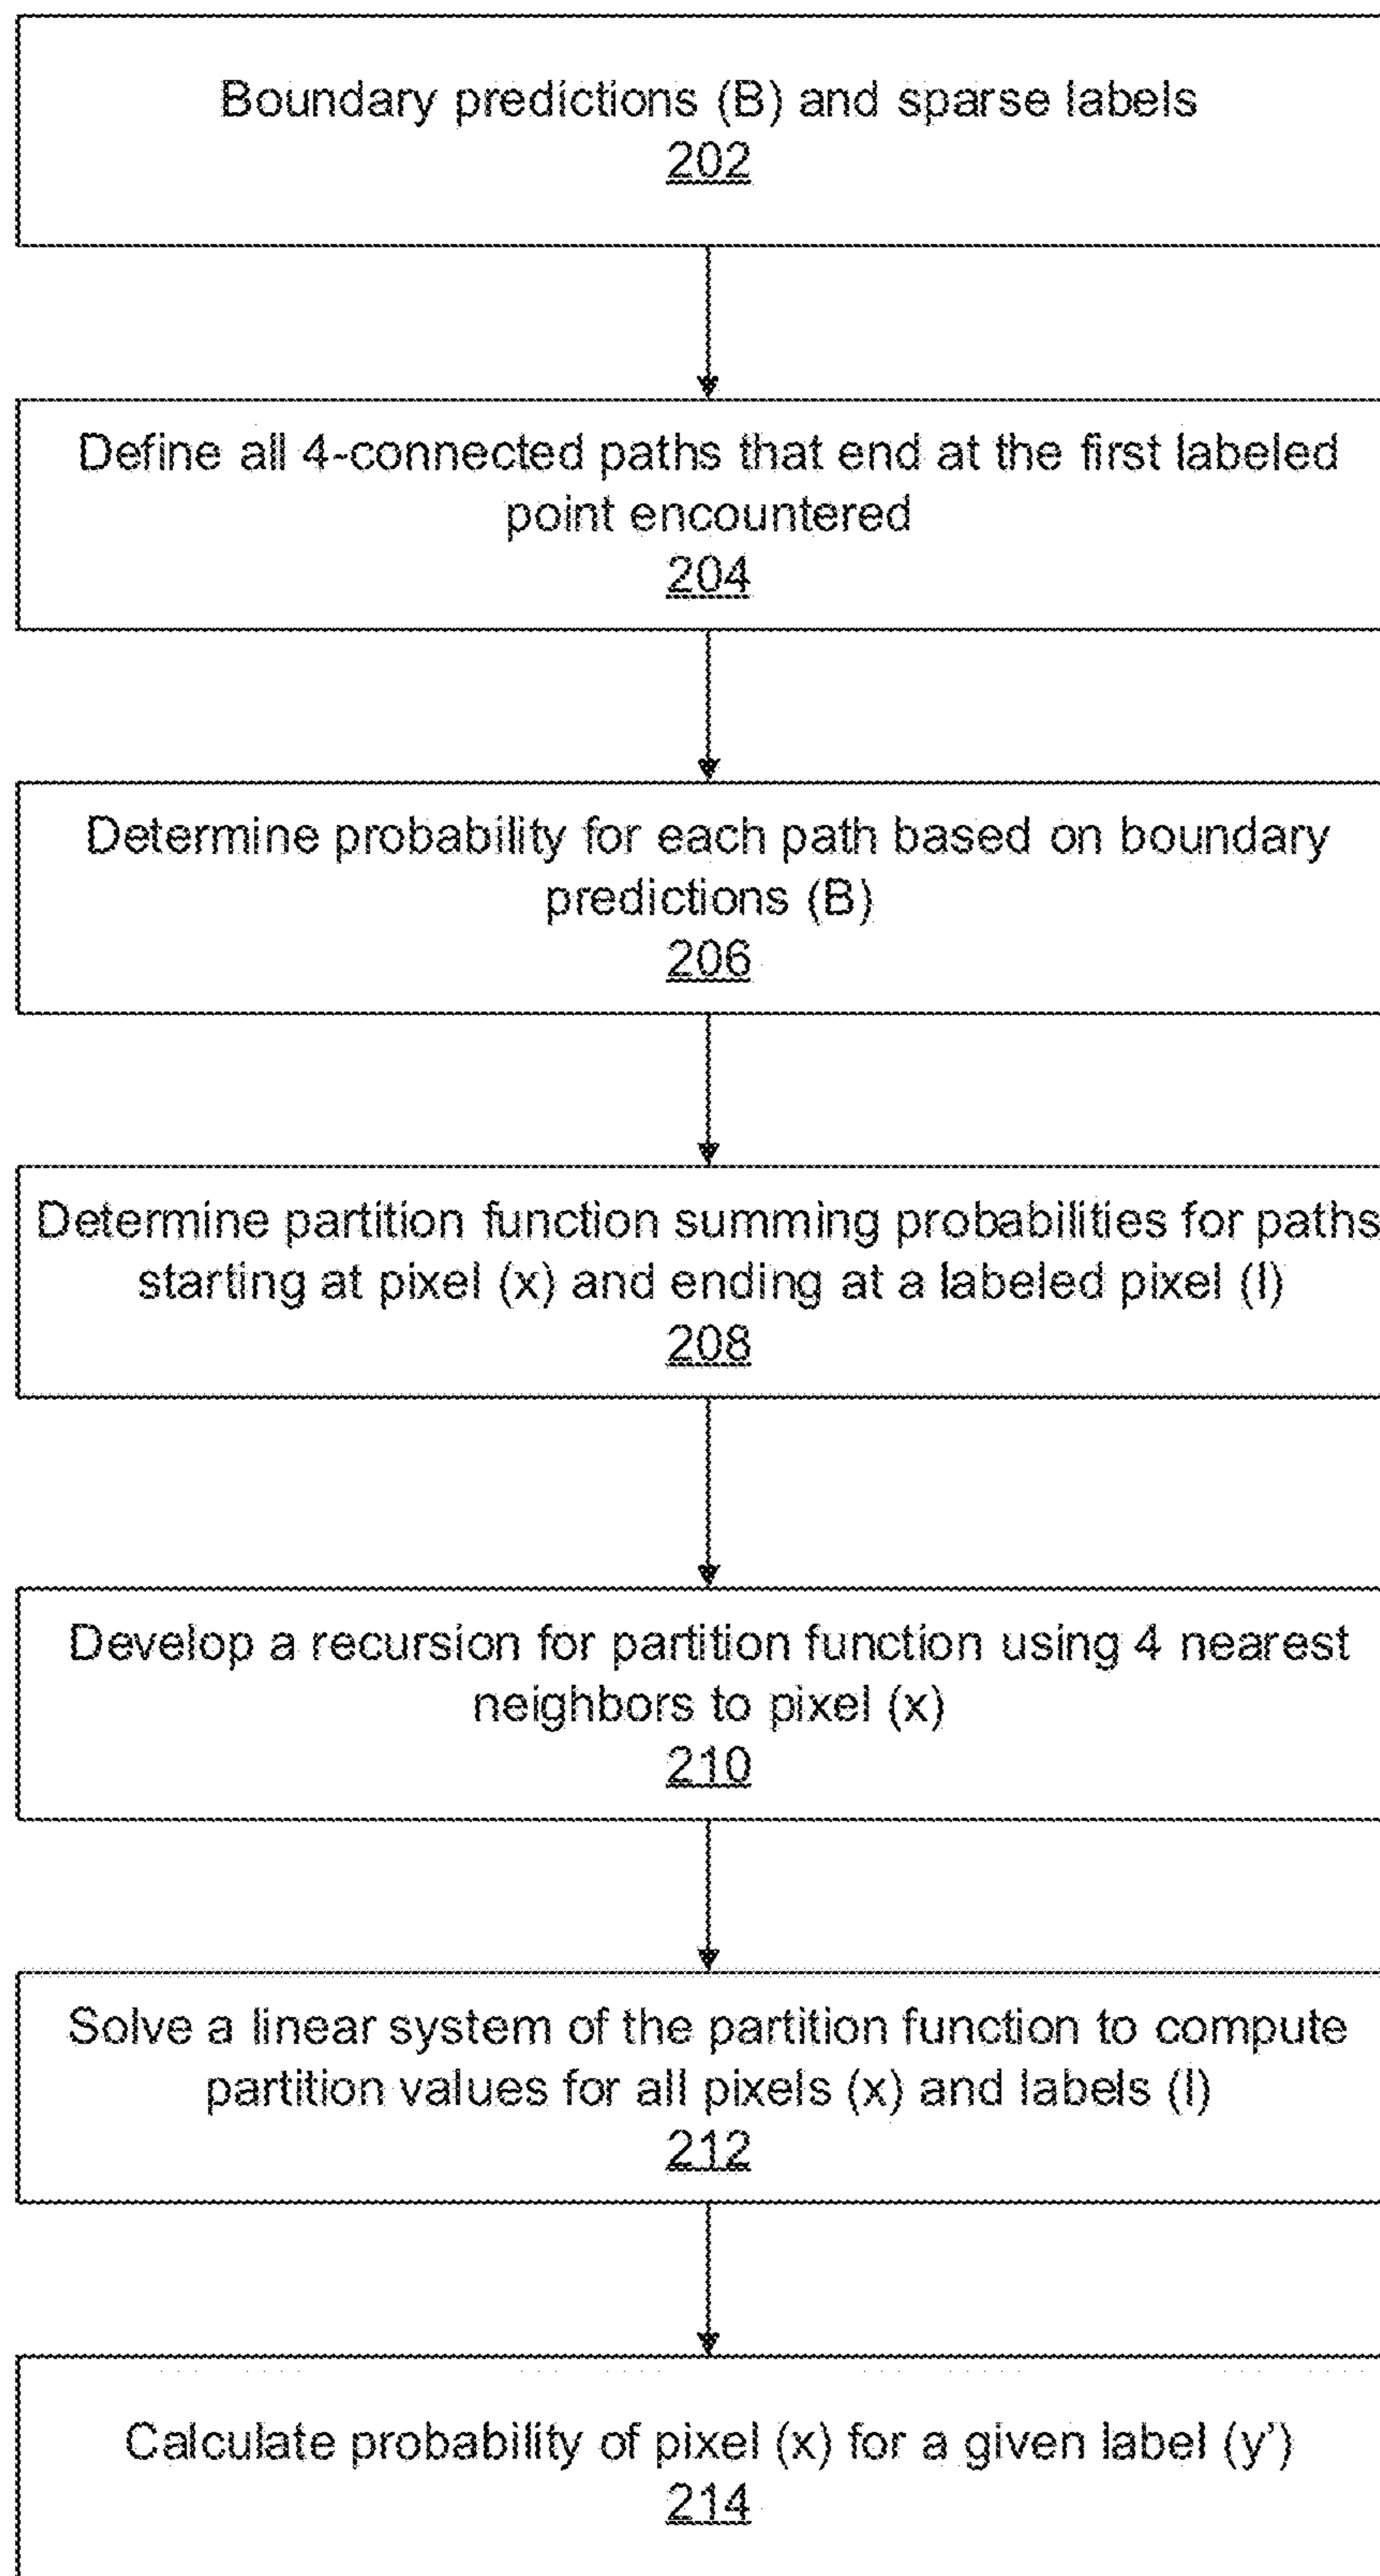 Boundary predictions (B) and sparse labels
202
Define all 4-connected paths that end at the first labeled
point encountered
204
Determine probability for each path based on boundary
predictions (B)
206
Determine partition function summing probabilities for paths
starting at pixel (x) and ending at a labeled pixel (l)
208
Develop a recursion for partition function using 4 nearest
neighbors to pixel (x)
210
Solve a linear system of the partition function to compute
partition values for all pixels (x) and labels (l)
212
Calculate probability of pixel (x) for a given label (y’)
214